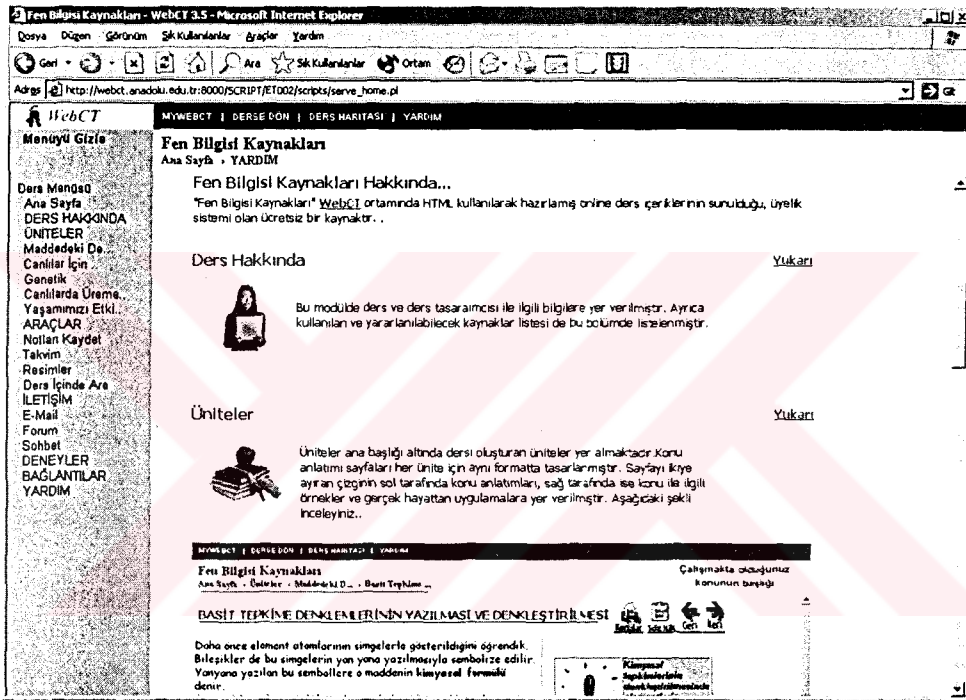 Fen Bilgisi Kaynakları - WebCT 3.5 - Microsoft Internet Explorer
Dosya Düzen Görünüm Sık Kullanılanlar Araçlar Yardım
Geri Ara Sık Kullanılanlar Ortam
Adres http://webct.anadolu.edu.tr:8000/SCRIPT/ET002/scripts/serve_home.pl Git
WebCT
MYWEBCT | DERSE DÖN | DERS HARİTASI | YARDIM
Menüyü Gizle
Ders Menüsü
Ana Sayfa
DERS HAKKINDA
ÜNİTELER
Maddedeki De...
Canlılar İçin ..
Genetik
Canlılarda Üreme..
Yaşamımızı Etki..
ARAÇLAR
Notları Kaydet
Takvim
Resimler
Ders İçinde Ara
İLETİŞİM
E-Mail
Forum
Sohbet
DENEYLER
BAĞLANTILAR
YARDIM
Fen Bilgisi Kaynakları
Ana Sayfa › YARDIM
Fen Bilgisi Kaynakları Hakkında...
"Fen Bilgisi Kaynakları" WebCT ortamında HTML kullanılarak hazırlamış online ders içeriklerinin sunulduğu, üyelik
sistemi olan ücretsiz bir kaynaktır. .
Ders Hakkında Yukarı
Bu modülde ders ve ders tasaraımcısı ile ilgili bilgilere yer verilmiştir. Ayrıca
kullanılan ve yararlanılabilecek kaynaklar listesi de bu bölümde listelenmiştir.
Üniteler Yukarı
Üniteler ana başlığı altında dersi oluşturan üniteler yer almaktadır.Konu
anlatımı sayfaları her ünite için aynı formatta tasarlanmıştır. Sayfayı ikiye
ayıran çizginin sol tarafında konu anlatımları, sağ tarafında ise konu ile ilgili
örnekler ve gerçek hayattan uygulamalara yer verilmiştir. Aşağıdaki şekli
inceleyiniz..
MYWEBCT | DERSE DÖN | DERS HARİTASI | YARDIM
Fen Bilgisi Kaynakları
Ana Sayfa › Üniteler › Maddedeki D... › Basit Tepkime ...
Çalışmakta olduğunuz
konunun başlığı
BASİT TEPKİME DENKLEMLERİNİN YAZILMASI VE DENKLEŞTİRİLMESİ
Geri İleri
Daha önce element atomlarının simgelerle gösterildiğini öğrendik.
Bileşikler de bu simgelerin yan yana yazılmasıyla sembolize edilir.
Yanyana yazılan bu sembollere o maddenin kimyasal formülü
denir.
Kimyasal
tepkimelerin